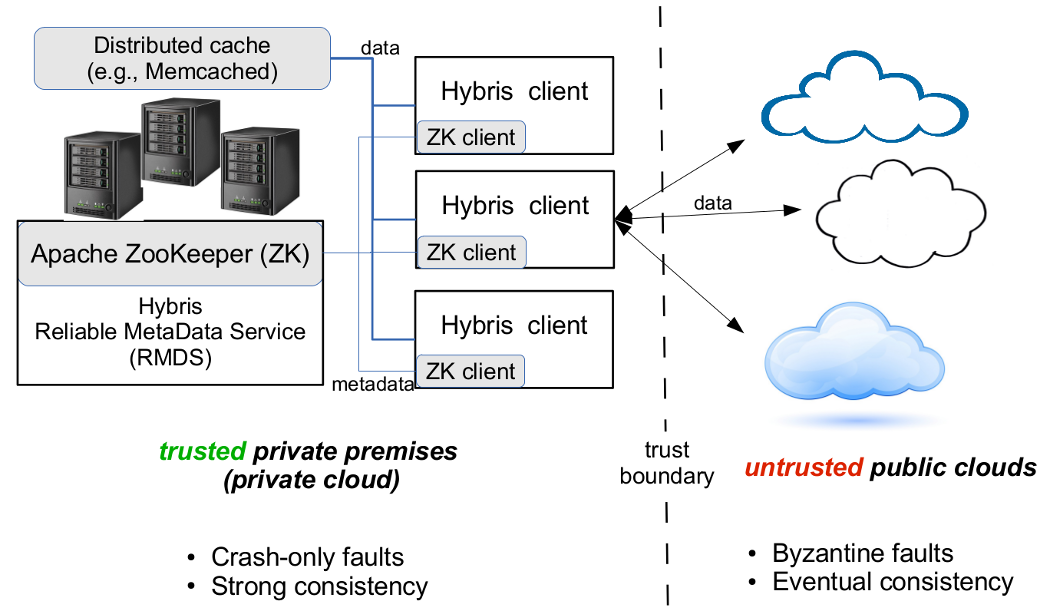 Distributed cache
(e.g., Memcached)
data
Hybris client
ZK client
Hybris client
ZK client
data
Apache ZooKeeper (ZK)
Hybris
Reliable MetaData Service
(RMDS)
Hybris client
ZK client
metadata
trusted private premises
(private cloud)
trust
boundary
untrusted public clouds
Crash-only faults
Strong consistency
Byzantine faults
Eventual consistency